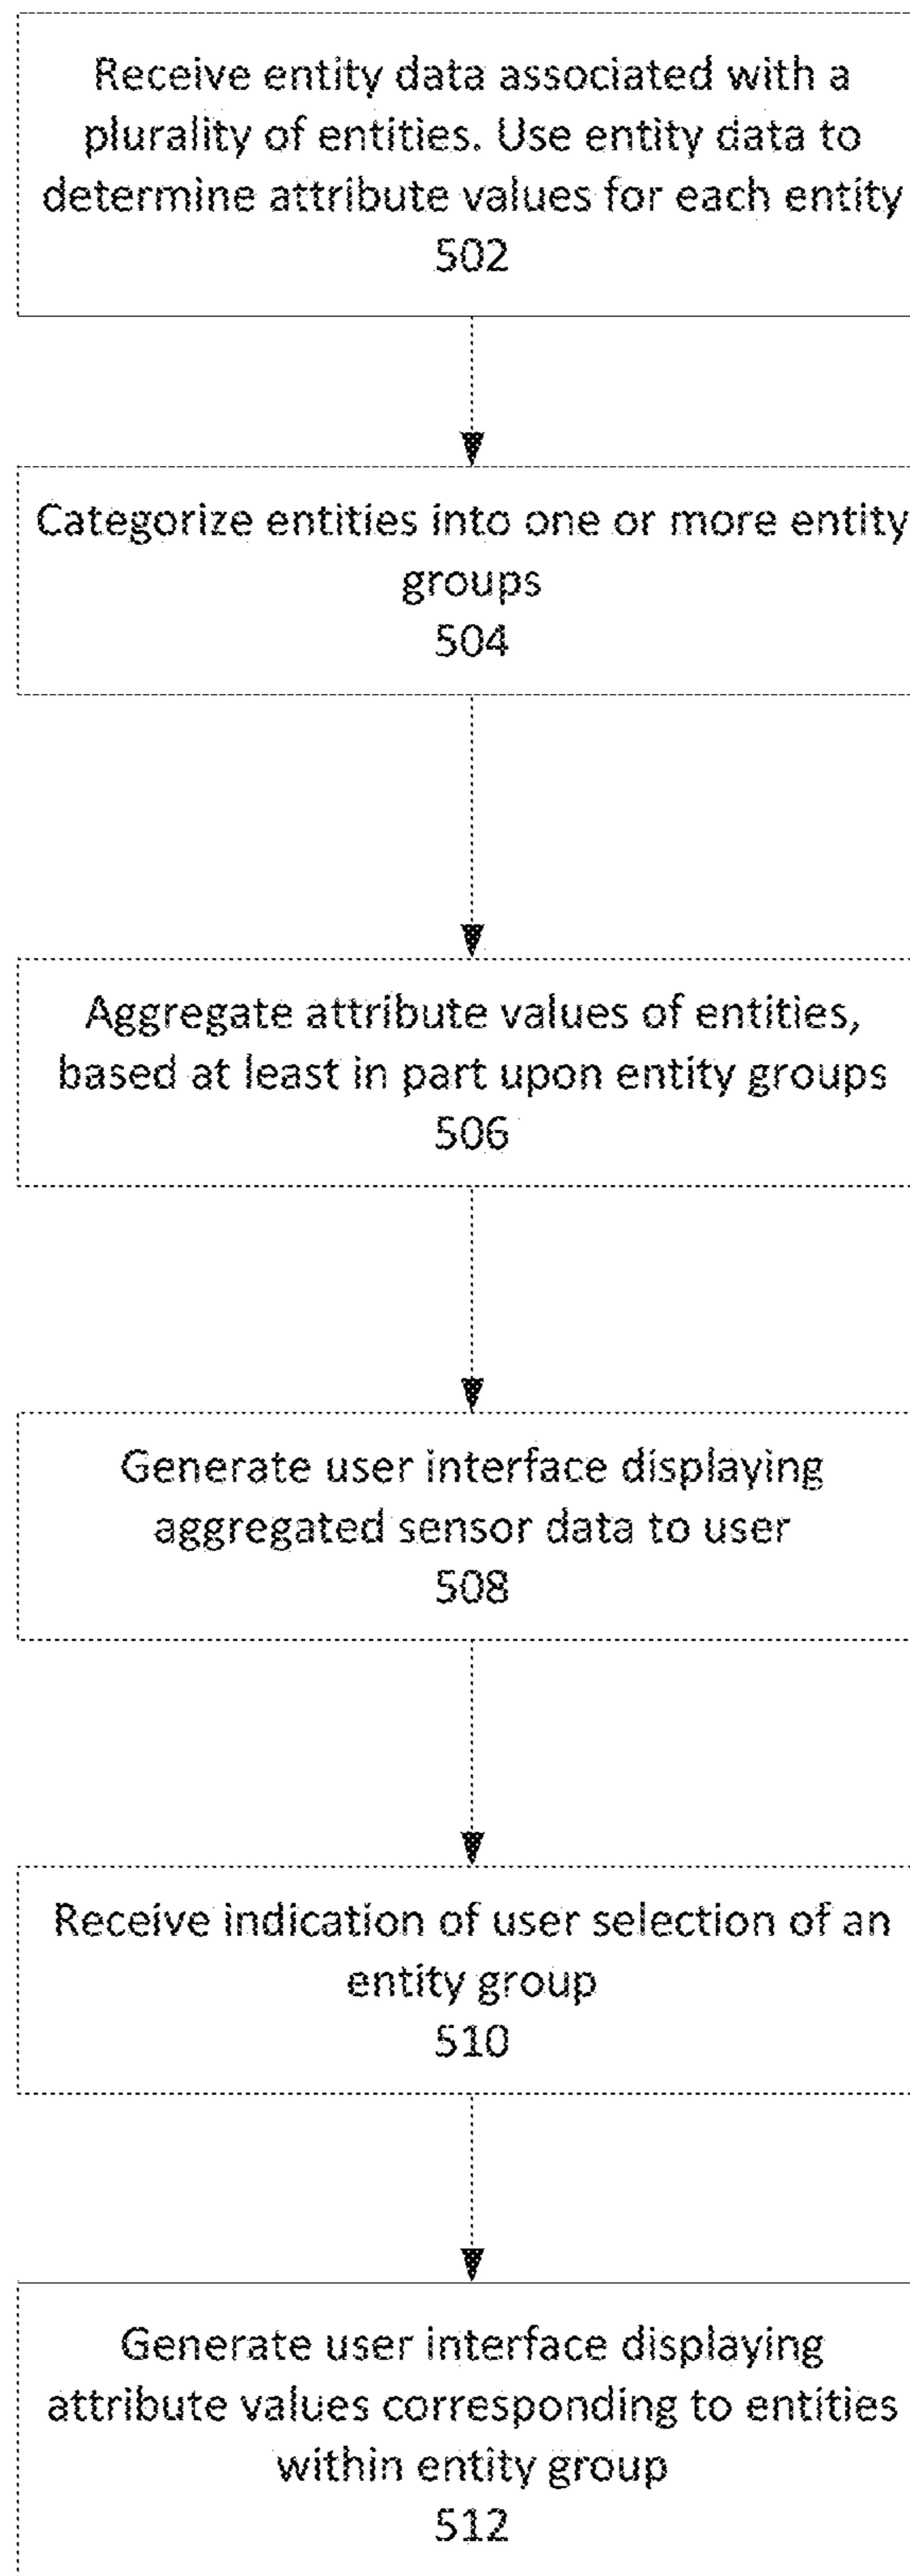 Receive entity data associated with a
plurality of entities. Use entity data to
determine attribute values for each entity
502
Categorize entities into one or more entity
groups
504
Aggregate attribute values of entities,
based at least in part upon entity groups
506
Generate user interface displaying
aggregated sensor data to user
508
Receive indication of user selection of an
entity group
510
Generate user interface displaying
attribute values corresponding to entities
within entity group
512